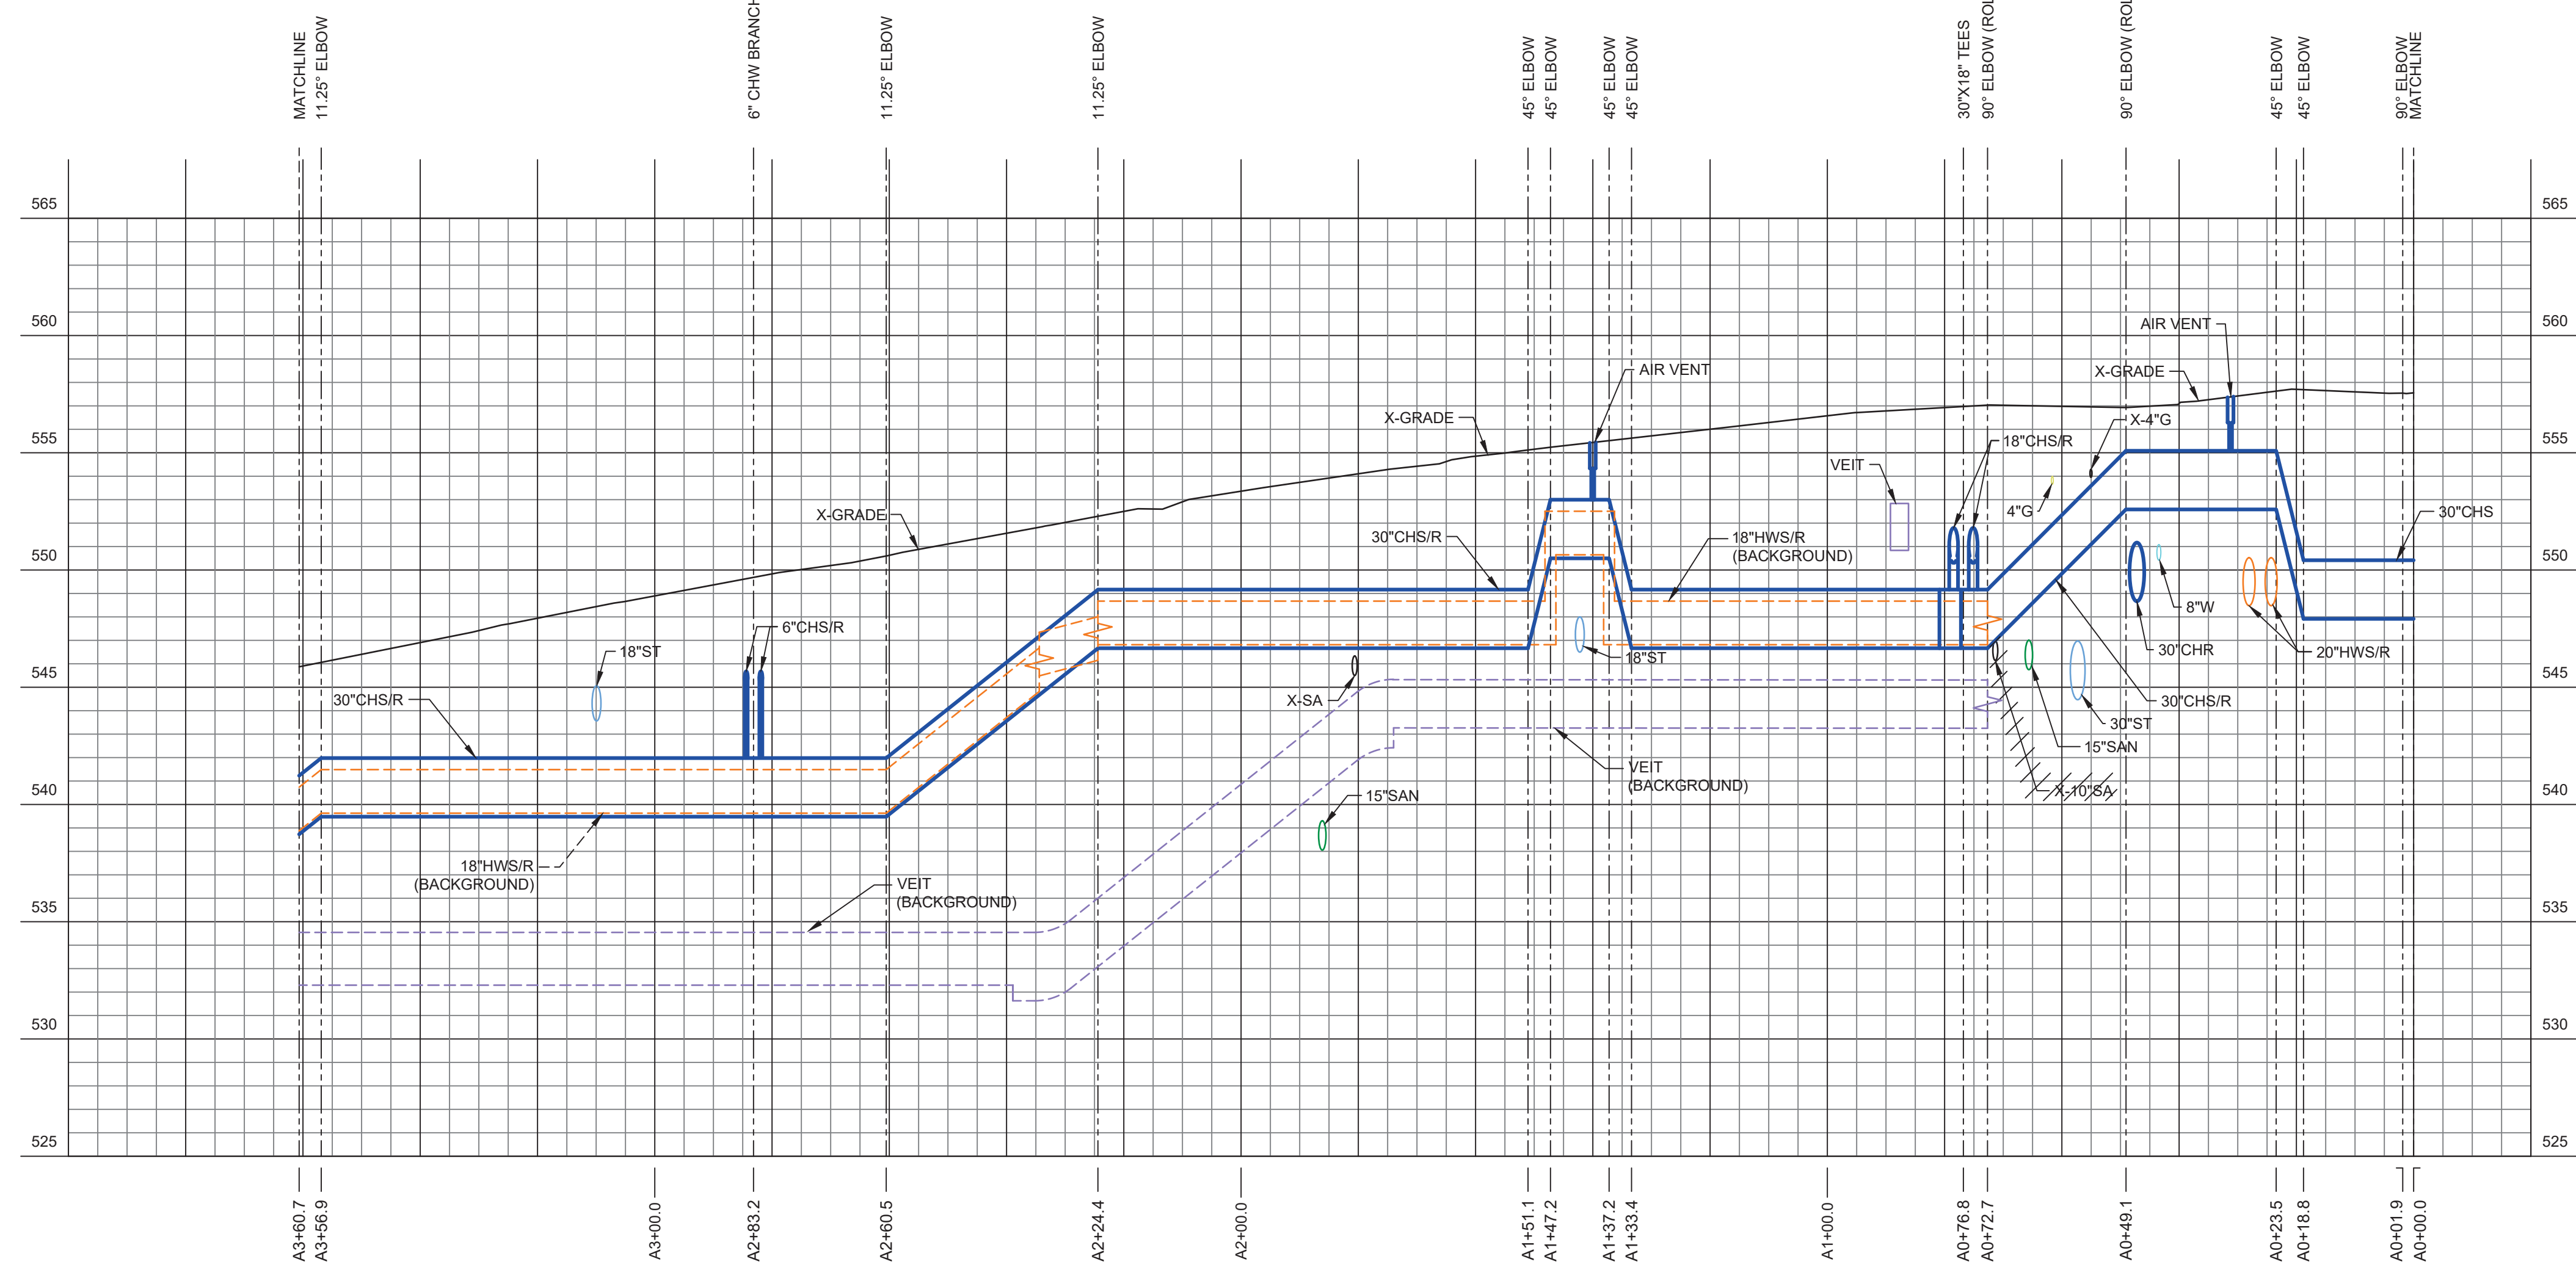 MATCHLINE
11.25° ELBOW
6" CHW BRANCH
11.25° ELBOW
11.25° ELBOW
45° ELBOW
45° ELBOW
45° ELBOW
45° ELBOW
30"X18" TEES
90° ELBOW (ROL
90° ELBOW (ROL
45° ELBOW
45° ELBOW
90° ELBOW
MATCHLINE
565
565
560
560
AIR VENT
X-GRADE
AIR VENT
X-GRADE
X-4"G
555
555
18"CHS/R
VEIT
4"G
30"CHS
X-GRADE
30"CHS/R
18"HWS/R
(BACKGROUND)
550
550
8"W
6"CHS/R
18"ST
18"ST
30"CHR
20"HWS/R
545
545
30"CHS/R
X-SA
30"CHS/R
30"ST
15"SAN
VEIT
(BACKGROUND)
X-10"SA
15"SAN
540
540
18"HWS/R
(BACKGROUND)
VEIT
(BACKGROUND)
535
535
530
530
525
525
A3+60.7
A3+56.9
A3+00.0
A2+83.2
A2+60.5
A2+24.4
A2+00.0
A1+51.1
A1+47.2
A1+37.2
A1+33.4
A1+00.0
A0+76.8
A0+72.7
A0+49.1
A0+23.5
A0+18.8
A0+01.9
A0+00.0